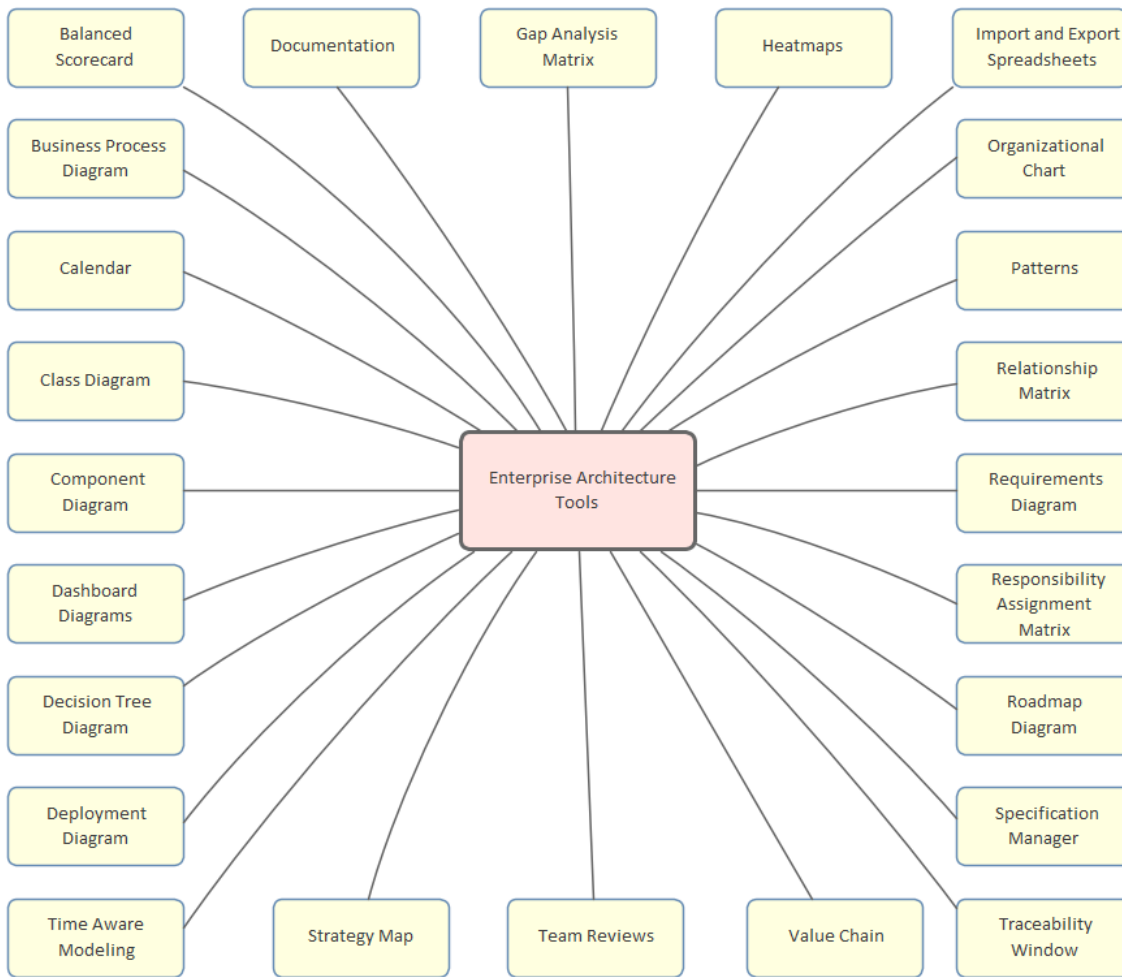 Balanced
Scorecard
Documentation
Gap Analysis
Matrix
Heatmaps
Import and Export
Spreadsheets
Business Process
Diagram
Organizational
Chart
Calendar
Patterns
Class Diagram
Relationship
Matrix
Enterprise Architecture
Tools
Component
Diagram
Requirements
Diagram
Dashboard
Diagrams
Responsibility
Assignment
Matrix
Decision Tree
Diagram
Roadmap
Diagram
Deployment
Diagram
Specification
Manager
Time Aware
Modeling
Strategy Map
Team Reviews
Value Chain
Traceability
Window